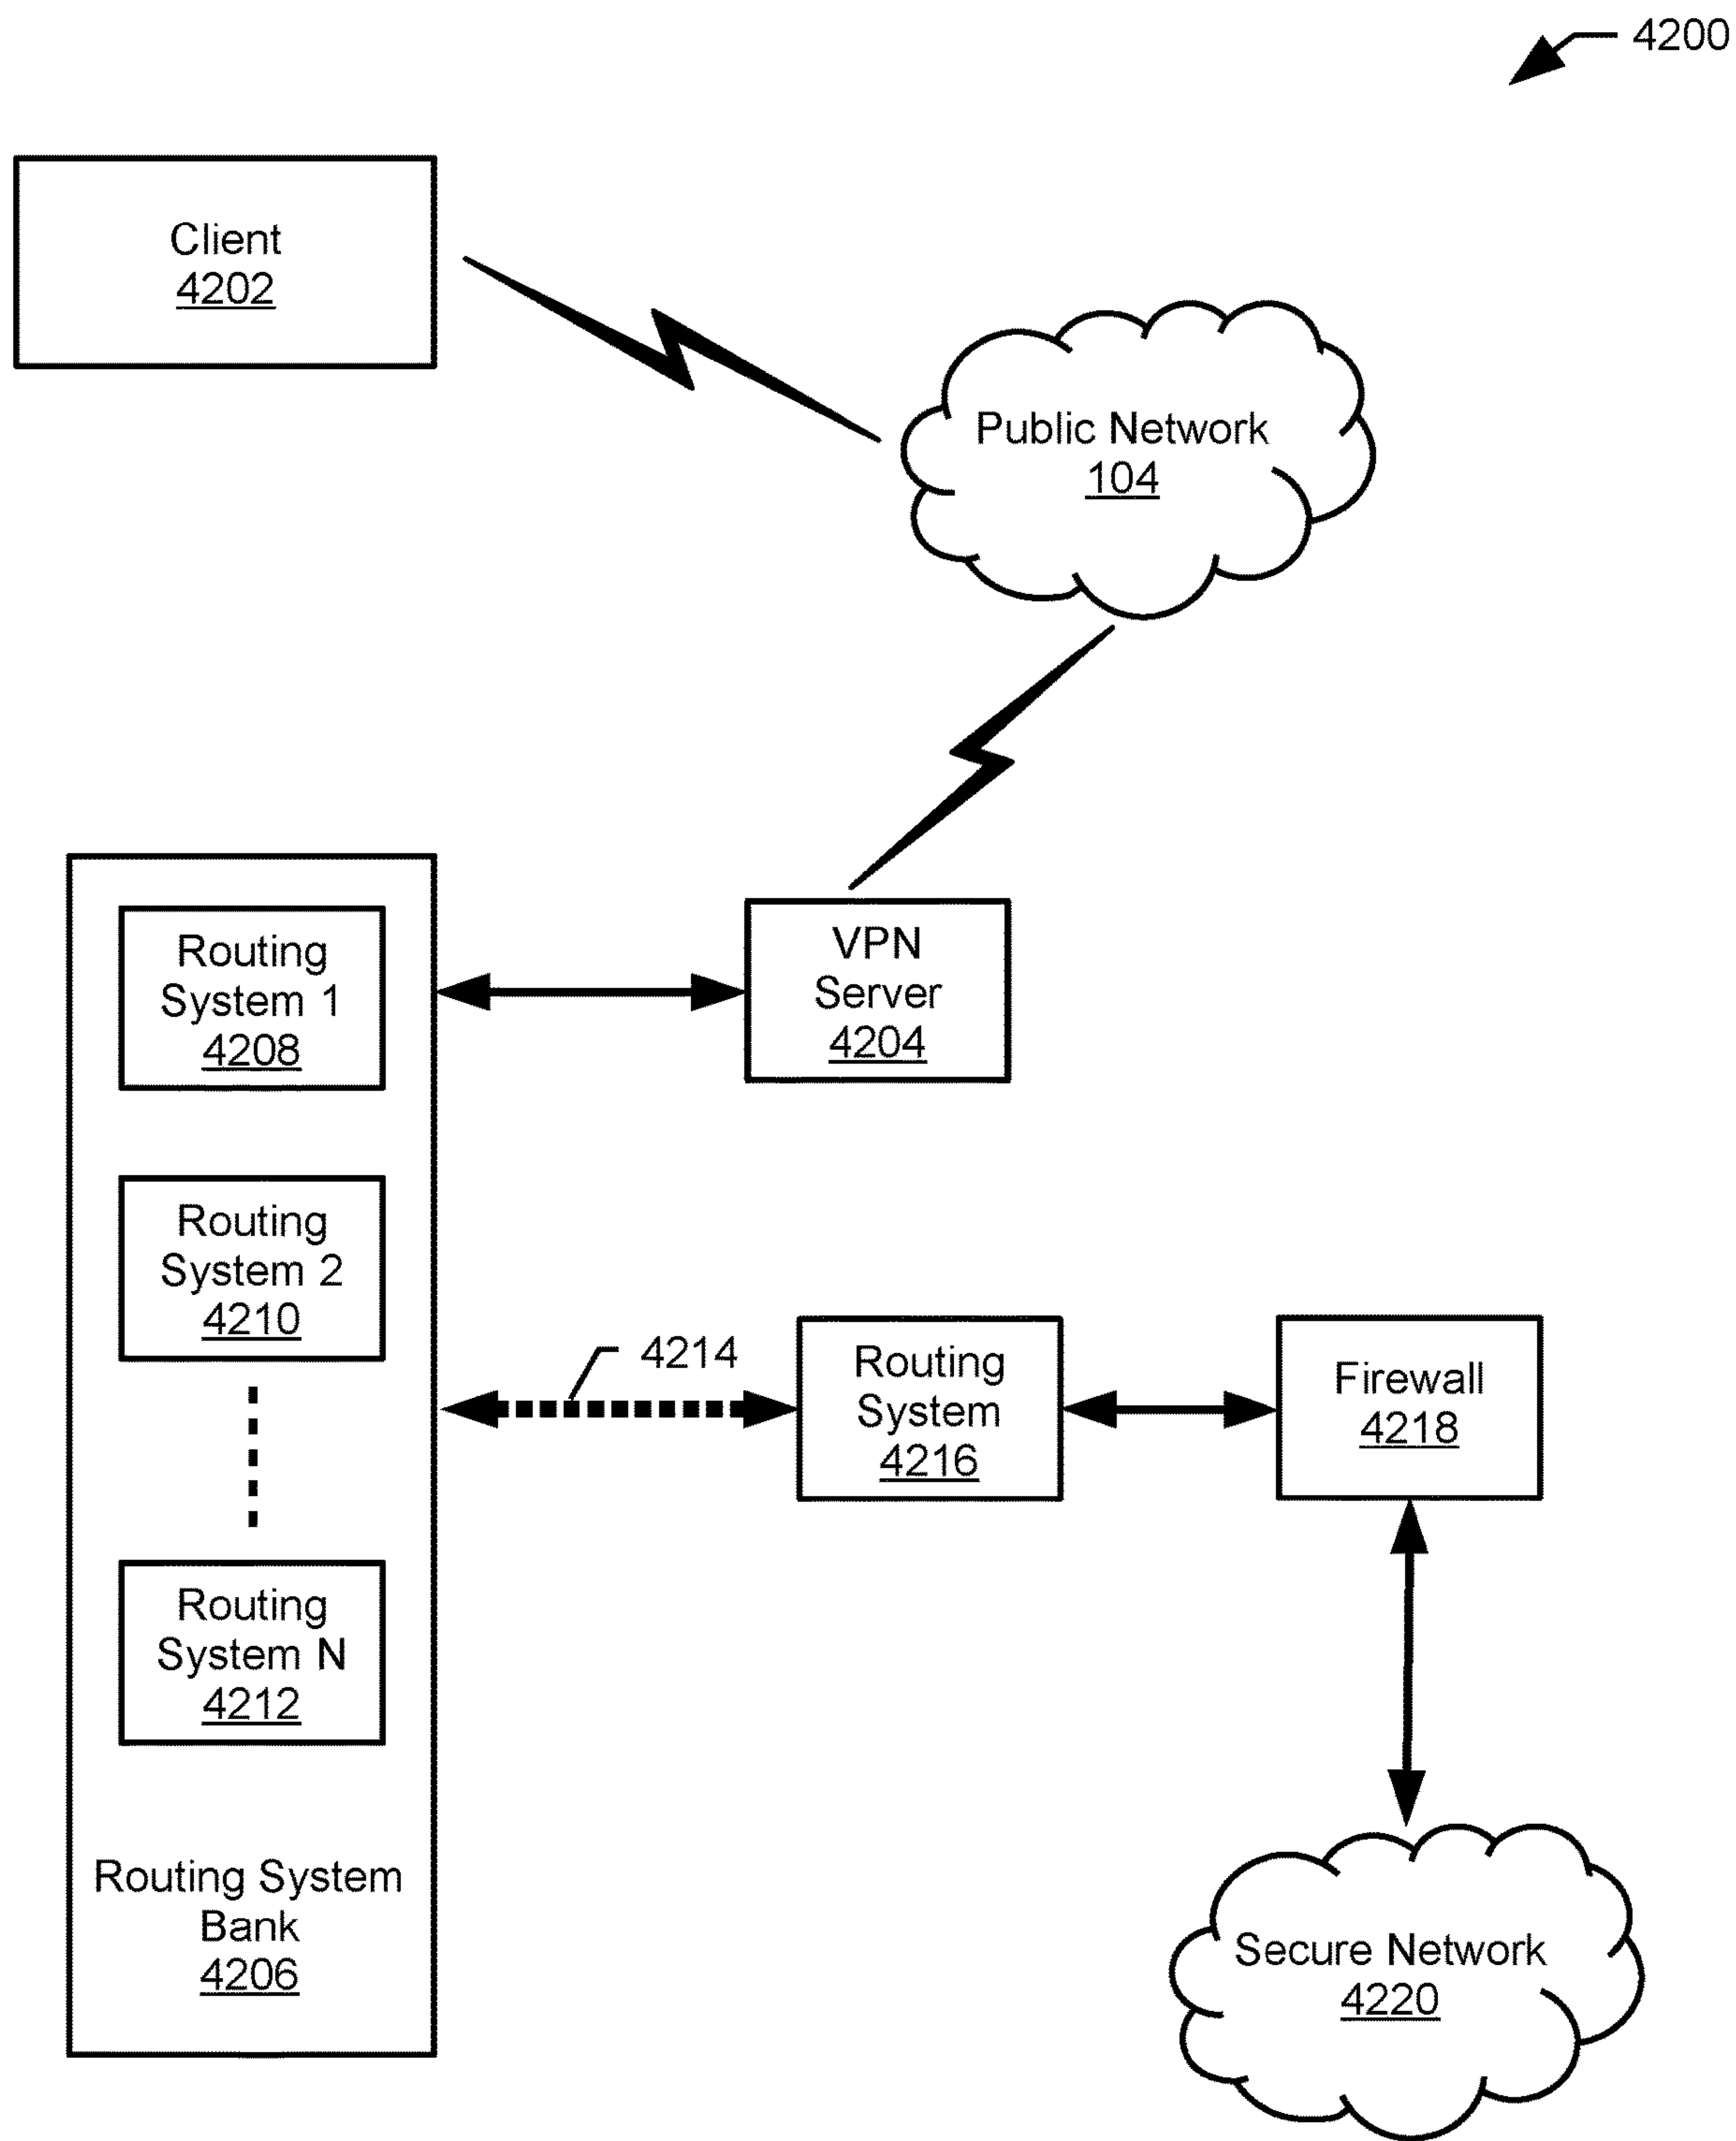 4200
Client
4202
Public Network
104
VPN
Server
4204
Routing
System 1
4208
Routing
System 2
4210
4214
Routing
System
4216
Firewall
4218
Routing
System N
4212
Routing System
Bank
4206
Secure Network
4220